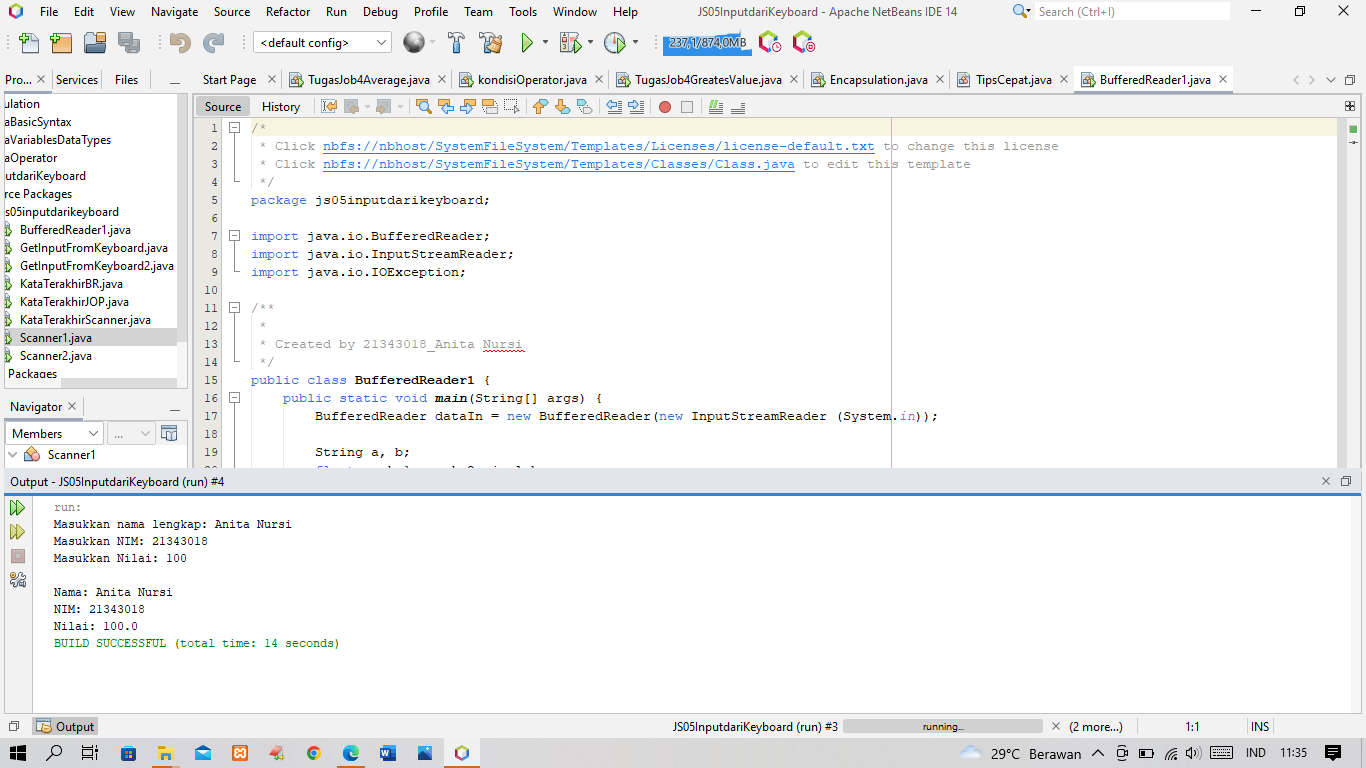 File Edit View Navigate Source Refactor Run Debug Profile Team Tools Window Help JS05InputdariKeyboard - Apache NetBeans IDE 14 Search (Ctrl+I)
<default config> 237,1/874,0MB
Pro... Services Files Start Page TugasJob4Average.java kondisiOperator.java TugasJob4GreatesValue.java Encapsulation.java TipsCepat.java BufferedReader1.java
Source History
ulation
aBasicSyntax
aVariablesDataTypes
aOperator
utdariKeyboard
rce Packages
s05inputdarikeyboard
BufferedReader1.java
GetInputFromKeyboard.java
GetInputFromKeyboard2.java
KataTerakhirBR.java
KataTerakhirJOP.java
KataTerakhirScanner.java
Scanner1.java
Scanner2.java
Packages
Navigator
Members ...
Scanner1
1 /*
2 * Click nbfs://nbhost/SystemFileSystem/Templates/Licenses/license-default.txt to change this license
3 * Click nbfs://nbhost/SystemFileSystem/Templates/Classes/Class.java to edit this template
4 */
5 package js05inputdarikeyboard;
6
7 import java.io.BufferedReader;
8 import java.io.InputStreamReader;
9 import java.io.IOException;
10
11 /**
12 *
13 * Created by 21343018_Anita Nursi
14 */
15 public class BufferedReader1 {
16 public static void main(String[] args) {
17 BufferedReader dataIn = new BufferedReader(new InputStreamReader (System.in));
18
19 String a, b;
Output - JS05InputdariKeyboard (run) #4
run:
Masukkan nama lengkap: Anita Nursi
Masukkan NIM: 21343018
Masukkan Nilai: 100
Nama: Anita Nursi
NIM: 21343018
Nilai: 100.0
BUILD SUCCESSFUL (total time: 14 seconds)
Output JS05InputdariKeyboard (run) #3 running... (2 more...) 1:1 INS
29°C Berawan IND 11:35